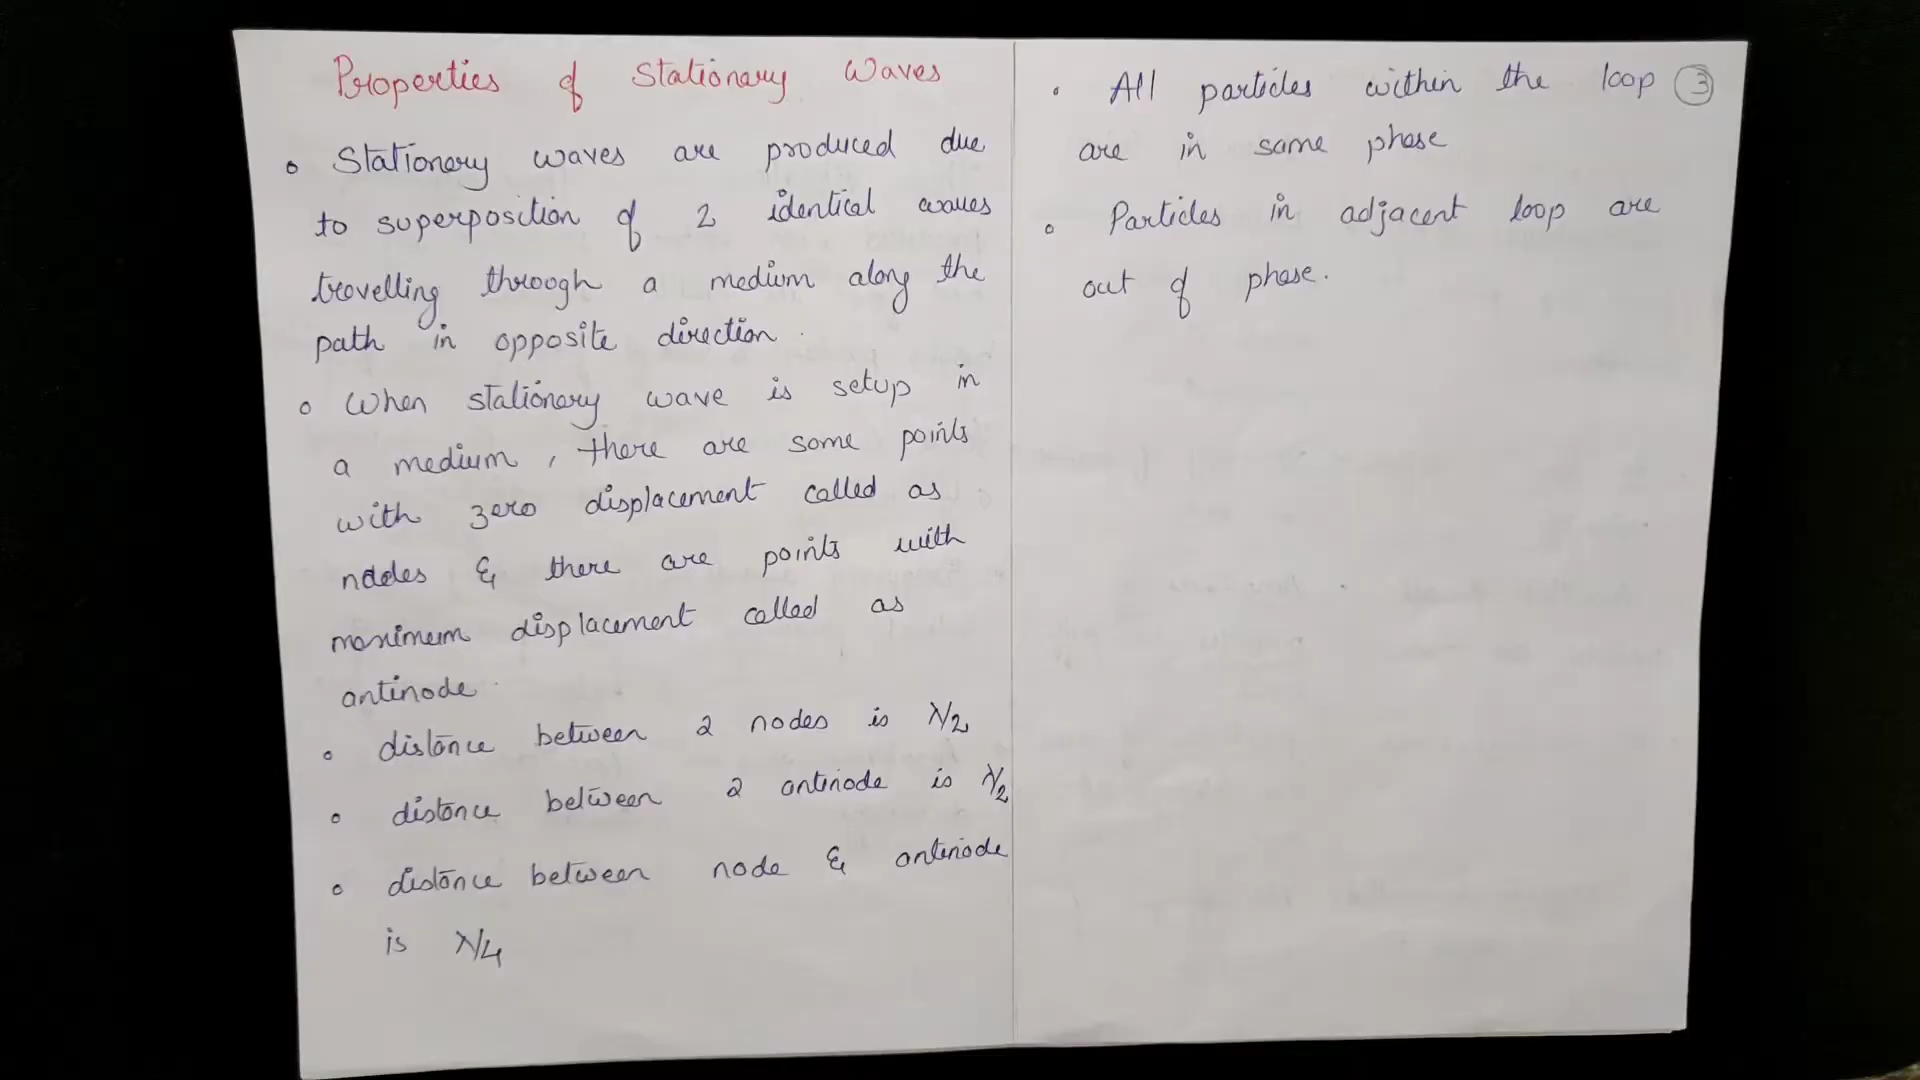 Properties of Stationary Waves
• Stationary waves are produced due
to superposition of 2 identical waves
travelling through a medium along the
path in opposite direction.
• When stationary wave is setup in
a medium, there are some points
with zero displacement called as
nodes & there are points with
maximum displacement called as
antinode.
• distance between 2 nodes is λ/2
• distance between 2 antinode is λ/2
• distance between node & antinode
is λ/4
• All particles within the loop ③
are in same phase
• Particles in adjacent loop are
out of phase.